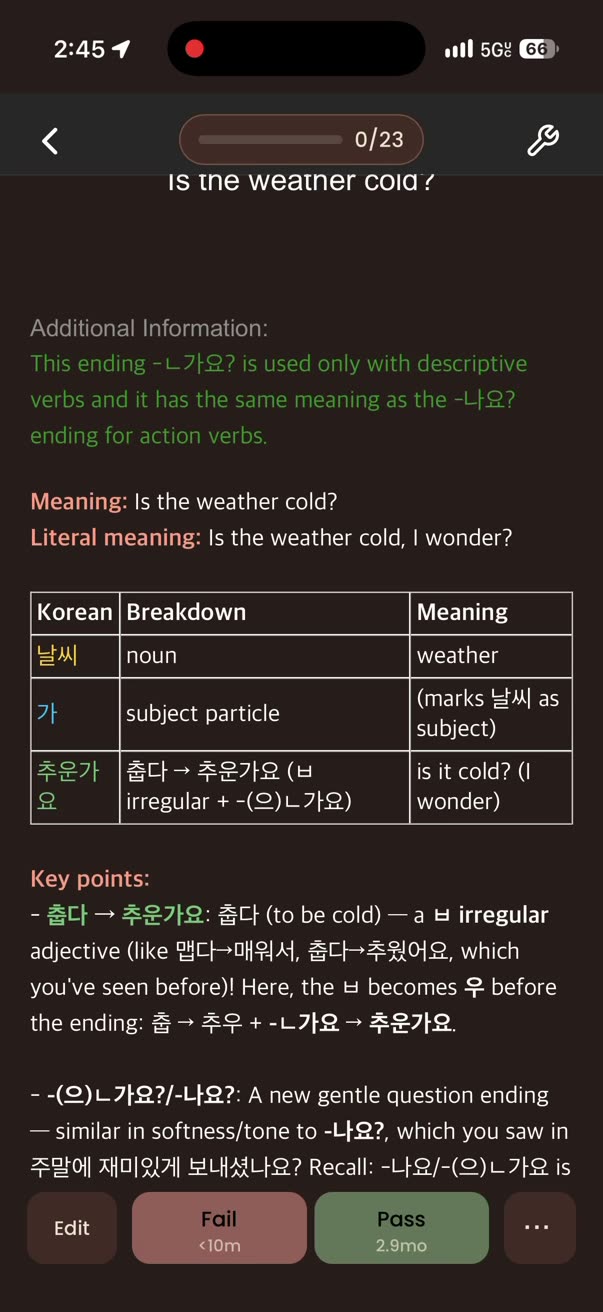 2:45
5G UC
66
0/23
Is the weather cold?
Additional Information:
This ending -ㄴ가요? is used only with descriptive
verbs and it has the same meaning as the -나요?
ending for action verbs.
Meaning: Is the weather cold?
Literal meaning: Is the weather cold, I wonder?
Korean Breakdown Meaning
날씨 noun weather
가 subject particle (marks 날씨 as
subject)
추운가 춥다 → 추운가요 (ㅂ is it cold? (I
요 irregular + -(으)ㄴ가요) wonder)
Key points:
- 춥다 → 추운가요: 춥다 (to be cold) — a ㅂ irregular
adjective (like 맵다→매워서, 춥다→추웠어요, which
you've seen before)! Here, the ㅂ becomes 우 before
the ending: 춥 → 추우 + -ㄴ가요 → 추운가요.
- -(으)ㄴ가요?/-나요?: A new gentle question ending
— similar in softness/tone to -나요?, which you saw in
주말에 재미있게 보내셨나요? Recall: -나요/-(으)ㄴ가요 is
Edit
Fail
<10m
Pass
2.9mo
...